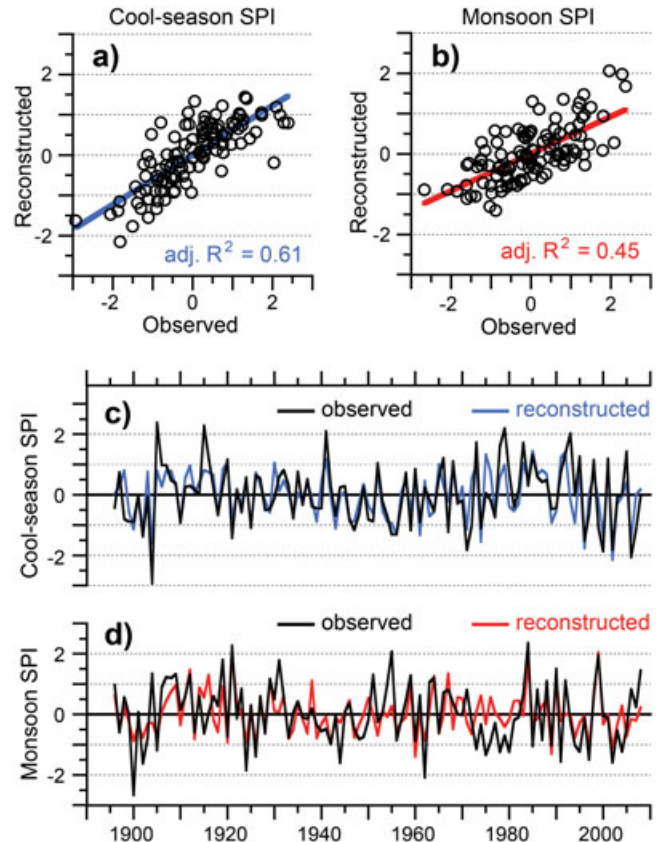 Cool-season SPI
Monsoon SPI
a)
b)
Reconstructed
2
0
-2
adj. R² = 0.61
-2
0
2
Observed
Reconstructed
2
0
-2
adj. R² = 0.45
-2
0
2
Observed
c)
observed
reconstructed
Cool-season SPI
2
0
-2
d)
observed
reconstructed
Monsoon SPI
2
0
-2
1900
1920
1940
1960
1980
2000